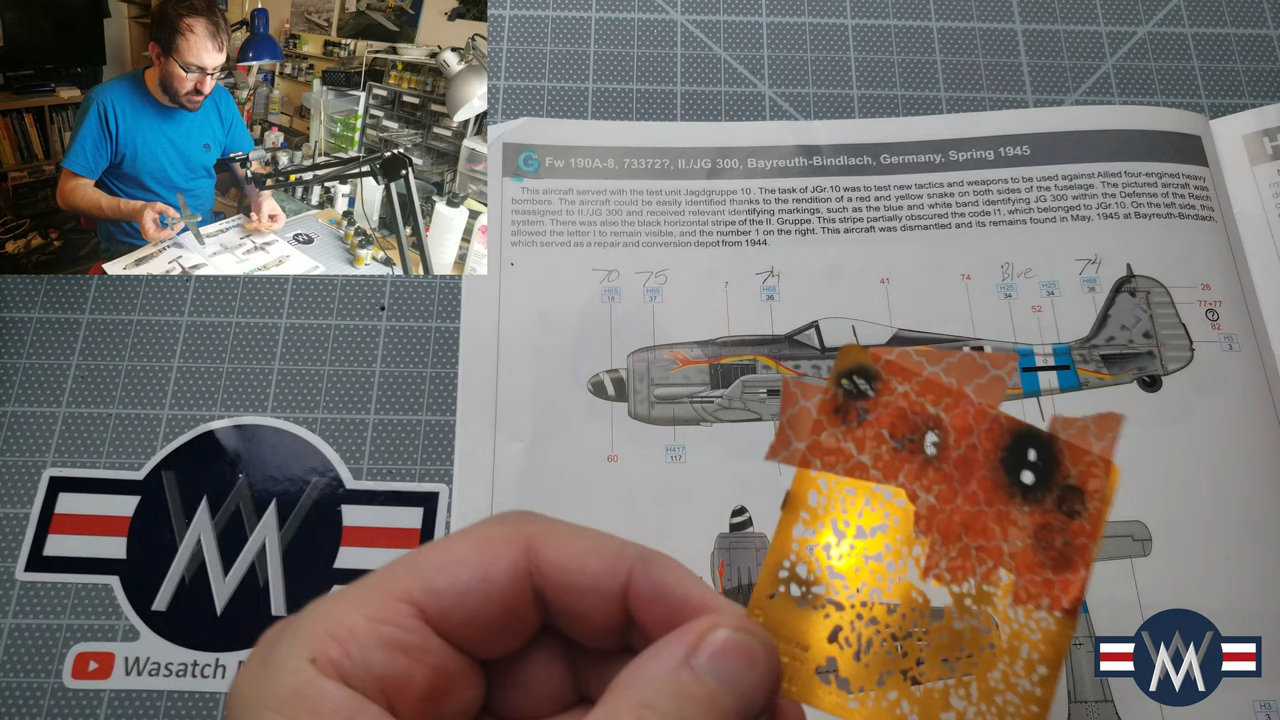 G Fw 190A-8, 73372?, II./JG 300, Bayreuth-Bindlach, Germany, Spring 1945
This aircraft served with the test unit Jagdgruppe 10 . The task of JGr.10 was to test new tactics and weapons to be used against Allied four-engined heavy
bombers. The aircraft could be easily identified thanks to the rendition of a red and yellow snake on both sides of the fuselage. The pictured aircraft was
reassigned to II./JG 300 and received relevant identifying markings, such as the blue and white band identifying JG 300 within the Defense of the Reich
system. There was also the black horizontal stripe of the II. Gruppe. This stripe partially obscured the code I1, which belonged to JGr.10. On the left side, this
allowed the letter I to remain visible, and the number 1 on the right. This aircraft was dismantled and its remains found in May, 1945 at Bayreuth-Bindlach,
which served as a repair and conversion depot from 1944.
70 75 74 Blue 74
H65 18
H69 37
7
H68 36
41
74
H25 34
H25 34
H68 36
26
77+77
?
82
52
H3 3
60
H417 117
WM
Wasatch
WM
H3